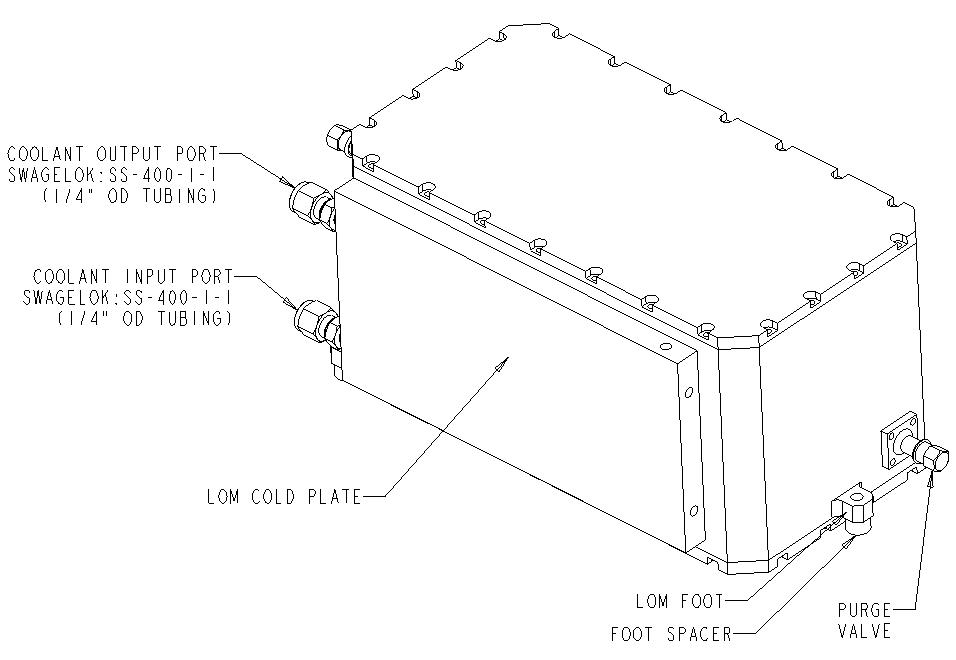 COOLANT OUTPUT PORT
SWAGELOK:SS-400-1-1
(1/4" OD TUBING)
COOLANT INPUT PORT
SWAGELOK:SS-400-1-1
(1/4" OD TUBING)
LOM COLD PLATE
LOM FOOT
FOOT SPACER
PURGE
VALVE